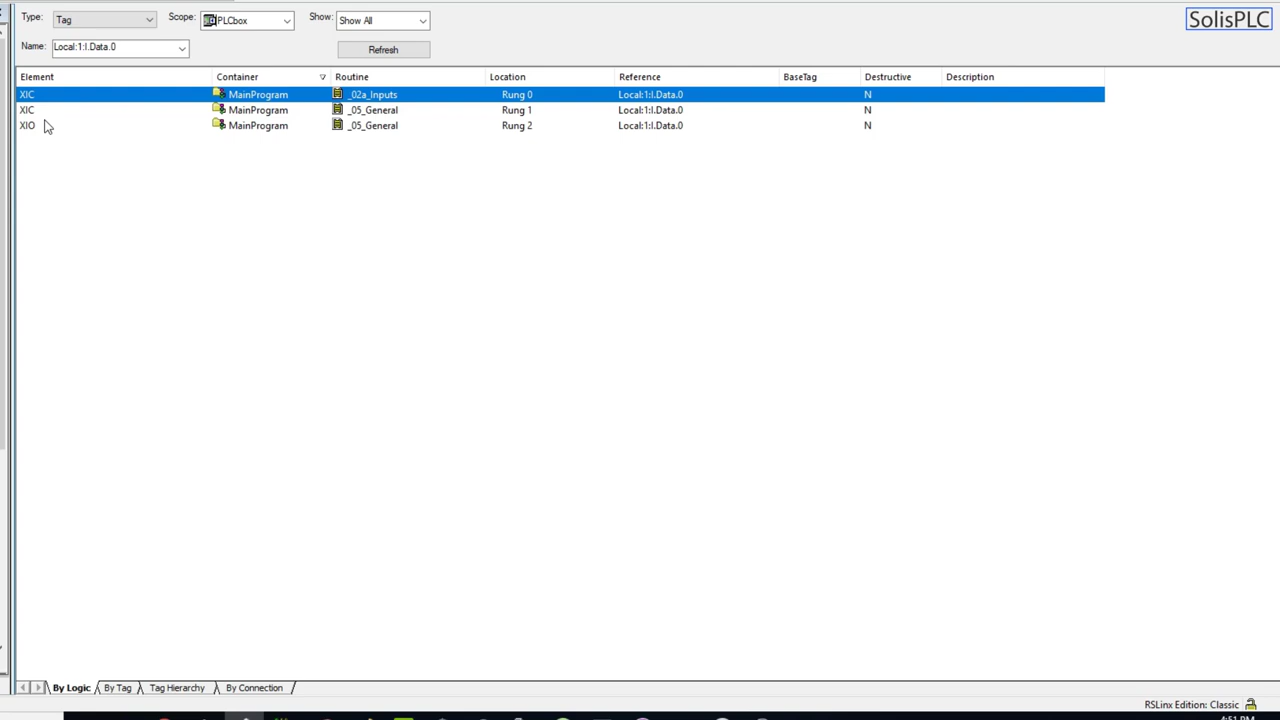 Type: Tag Scope: PLCbox Show: Show All SolisPLC
Name: Local:1:I.Data.0 Refresh
Element Container Routine Location Reference BaseTag Destructive Description
XIC MainProgram _02a_Inputs Rung 0 Local:1:I.Data.0 N
XIC MainProgram _05_General Rung 1 Local:1:I.Data.0 N
XIO MainProgram _05_General Rung 2 Local:1:I.Data.0 N
By Logic By Tag Tag Hierarchy By Connection
RSLinx Edition: Classic
4:51 PM